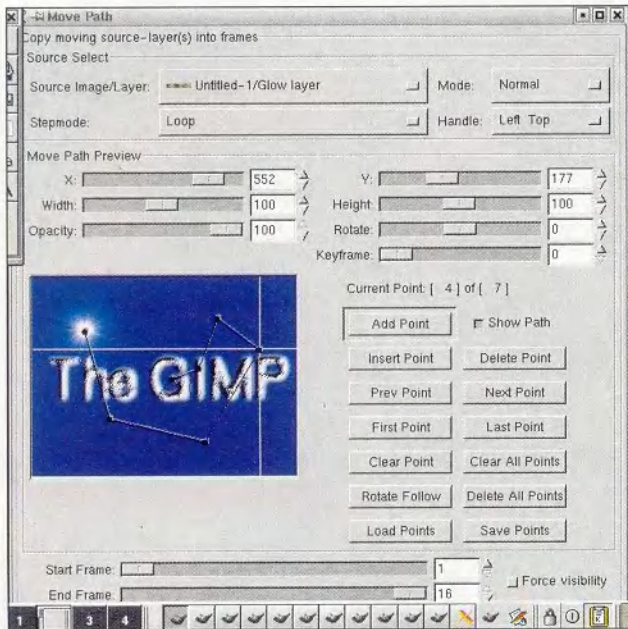 Move Path
Copy moving source-layer(s) into frames
Source Select
Source Image/Layer: Untitled-1/Glow layer Mode: Normal
Stepmode: Loop Handle: Left Top
Move Path Preview
X: 552 Y: 177
Width: 100 Height: 100
Opacity: 100 Rotate: 0
Keyframe: 0
Current Point: [ 4 ] of [ 7 ]
Add Point Show Path
Insert Point Delete Point
Prev Point Next Point
First Point Last Point
Clear Point Clear All Points
Rotate Follow Delete All Points
Load Points Save Points
The GIMP
Start Frame: 1
Force visibility
End Frame: 16
1 3 4